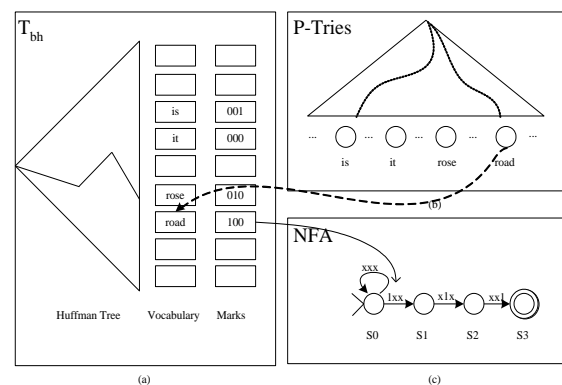 T_bh
is 001
it 000
rose 010
road 100
Huffman Tree Vocabulary Marks
(a)
P-Tries
... ... ... ... ...
is it rose road
(b)
NFA
xxx
1xx x1x xx1
S0 S1 S2 S3
(c)